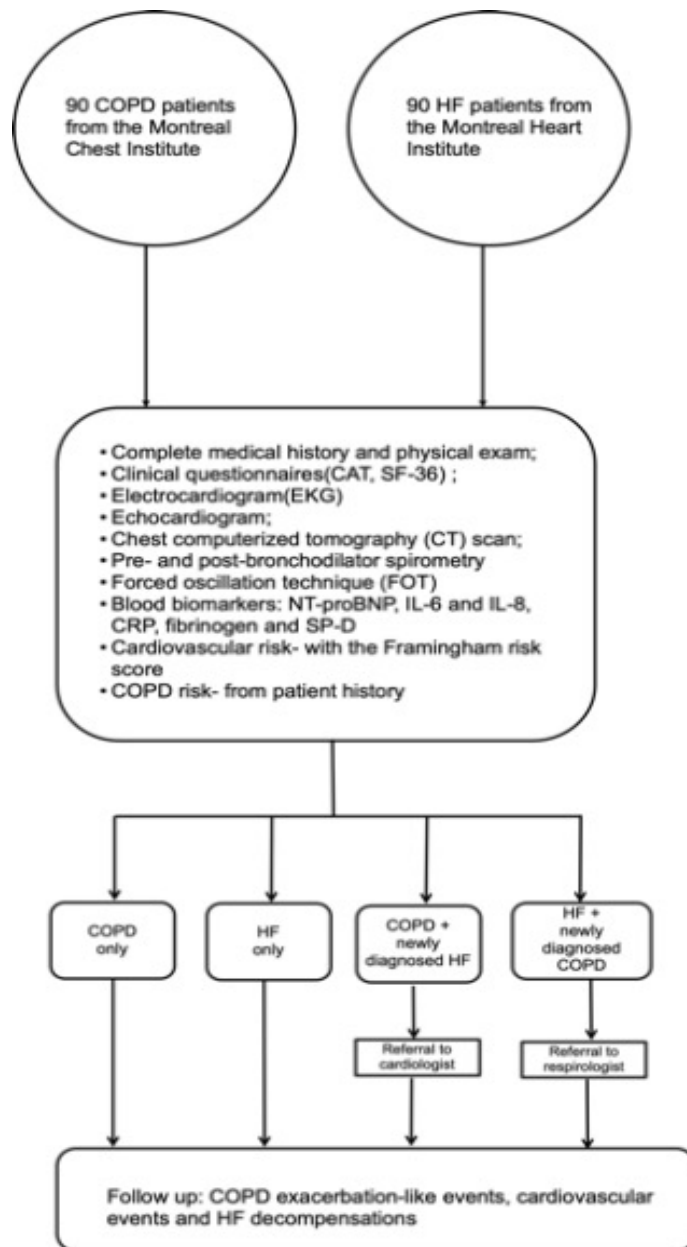 90 COPD patients
from the Montreal
Chest Institute
90 HF patients from
the Montreal Heart
Institute
• Complete medical history and physical exam;
• Clinical questionnaires(CAT, SF-36) ;
• Electrocardiogram(EKG)
• Echocardiogram;
• Chest computerized tomography (CT) scan;
• Pre- and post-bronchodilator spirometry
• Forced oscillation technique (FOT)
• Blood biomarkers: NT-proBNP, IL-6 and IL-8,
CRP, fibrinogen and SP-D
• Cardiovascular risk- with the Framingham risk
score
• COPD risk- from patient history
COPD
only
HF
only
COPD +
newly
diagnosed HF
HF +
newly
diagnosed
COPD
Referral to
cardiologist
Referral to
respirologist
Follow up: COPD exacerbation-like events, cardiovascular
events and HF decompensations